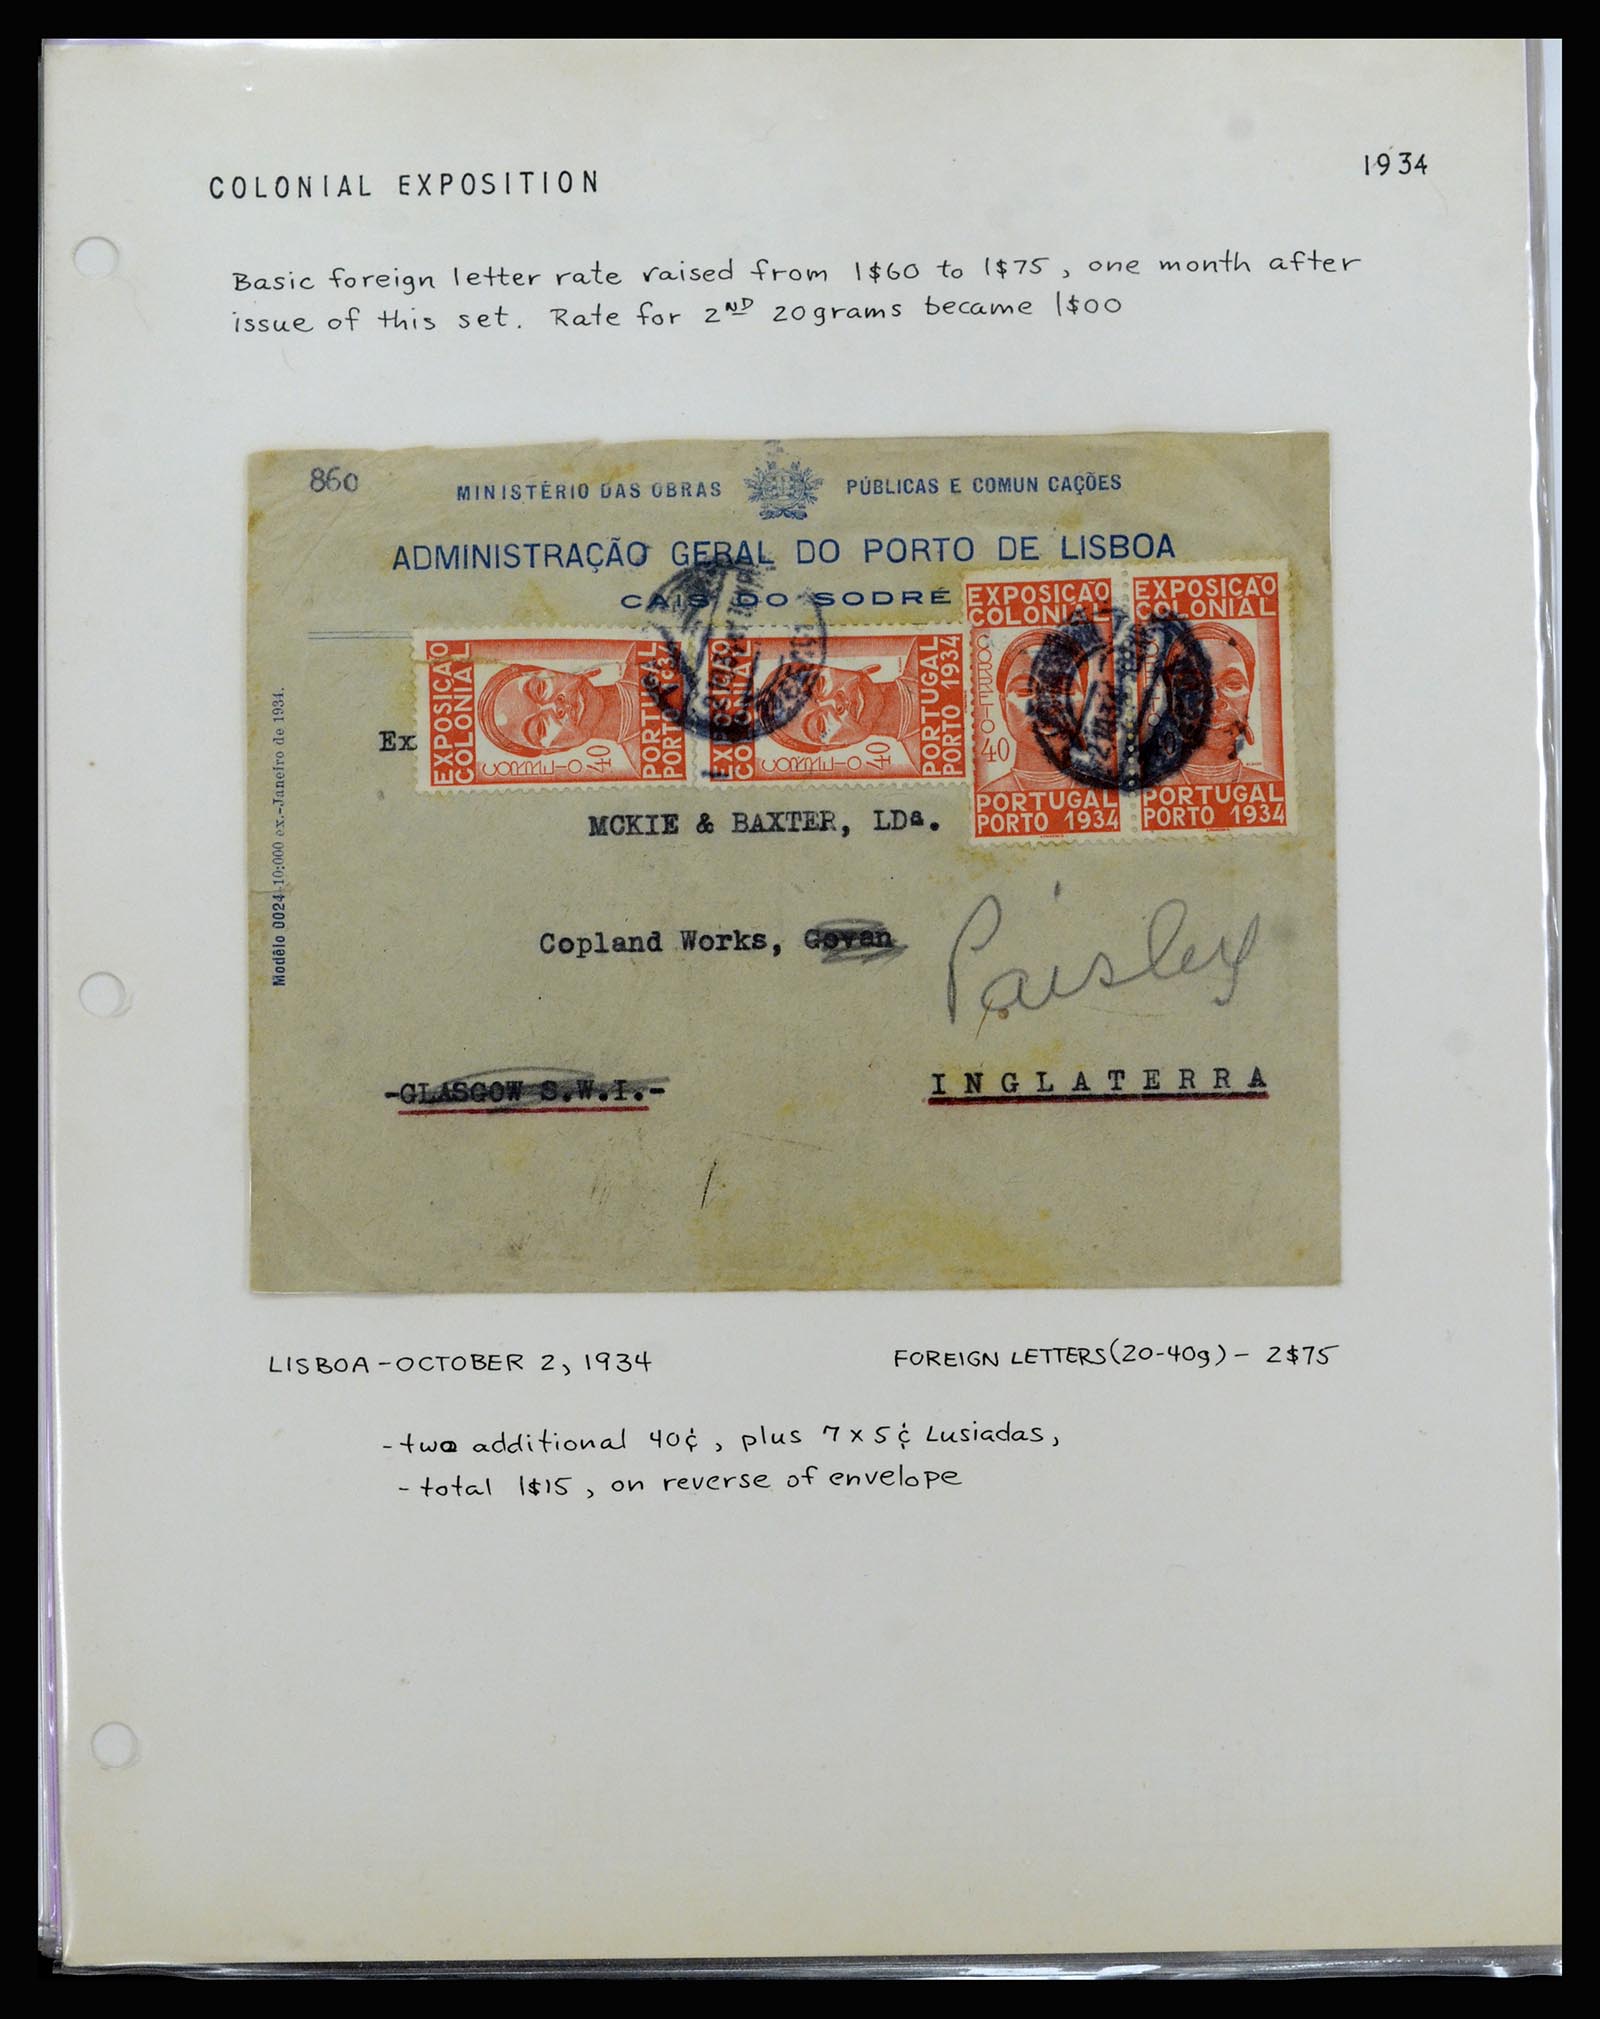 COLONIAL EXPOSITION
1934
Basic foreign letter rate raised from 1$60 to 1$75, one month after
issue of this set. Rate for 2ND 20grams became 1$00
860
MINISTÉRIO DAS OBRAS PÚBLICAS E COMUN CAÇÕES
ADMINISTRAÇÃO GERAL DO PORTO DE LISBOA
CAIS DO SODRÉ
EXPOSIÇÃO
COLONIAL
CORREIO
40
PORTUGAL
PORTO 1934
EXPOSIÇÃO
COLONIAL
CORREIO
40
PORTUGAL
PORTO 1934
EXPOSIÇÃO
COLONIAL
CORREIO
40
PORTUGAL
PORTO 1934
EXPOSIÇÃO
COLONIAL
PORTUGAL
PORTO 1934
Modêlo 0024-10:000 ex.-Janeiro de 1934.
Ex
MCKIE & BAXTER, LDa.
Copland Works, Govan
Paisley
-GLASGOW S.W.I.-
INGLATERRA
LISBOA-OCTOBER 2, 1934
FOREIGN LETTERS(20-40g) - 2$75
-two additional 40¢, plus 7x5¢ Lusiadas,
-total 1$15, on reverse of envelope